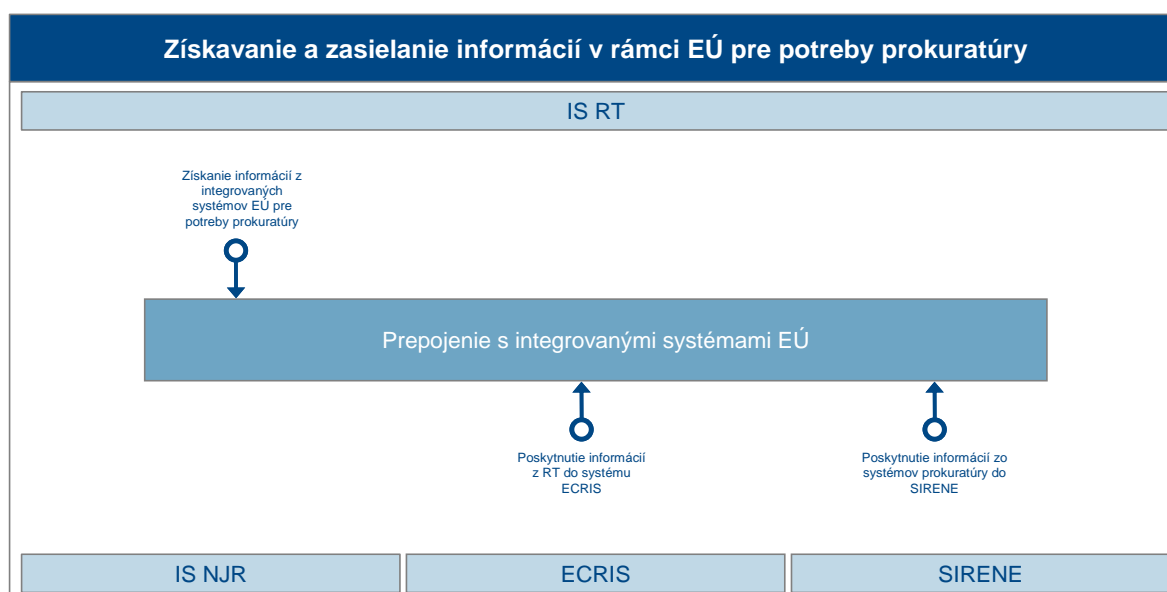 Získavanie a zasielanie informácií v rámci EÚ pre potreby prokuratúry
IS RT
Získanie informácií z
integrovaných
systémov EÚ pre
potreby prokuratúry
Prepojenie s integrovanými systémami EÚ
Poskytnutie informácií
z RT do systému
ECRIS
Poskytnutie informácií zo
systémov prokuratúry do
SIRENE
IS NJR
ECRIS
SIRENE